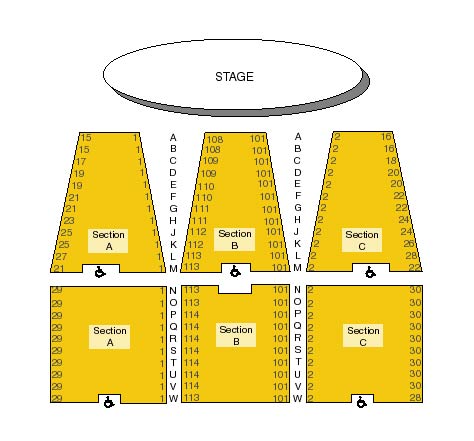 STAGE
15 1 A 108 101 A 2 16
15 1 B 108 101 B 2 16
17 1 C 109 101 C 2 18
19 1 D 109 101 D 2 20
19 1 E 110 101 E 2 20
21 1 F 110 101 F 2 22
21 1 G 111 101 G 2 22
23 1 H 111 101 H 2 24
25 1 J 112 101 J 2 24
25 1 K 112 101 K 2 26
27 1 L 113 101 L 2 28
21 1 M 113 101 M 2 22
Section
A
Section
B
Section
C
29 1 N 113 101 N 2 30
29 1 O 113 101 O 2 30
29 1 P 114 101 P 2 30
29 1 Q 114 101 Q 2 30
29 1 R 114 101 R 2 30
29 1 S 114 101 S 2 30
29 1 T 114 101 T 2 30
29 1 U 114 101 U 2 30
29 1 V 114 101 V 2 30
29 1 W 113 101 W 2 28
Section
A
Section
B
Section
C